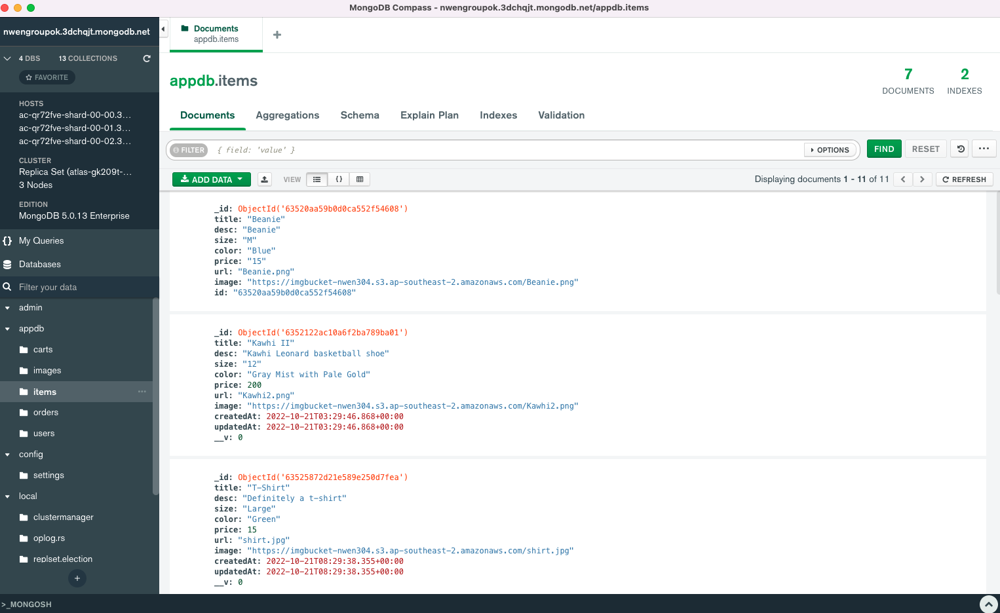 MongoDB Compass - nwengroupok.3dchqjt.mongodb.net/appdb.items
nwengroupok.3dchqjt.mongodb.net
4 DBS 13 COLLECTIONS
FAVORITE
HOSTS
ac-qr72fve-shard-00-00.3...
ac-qr72fve-shard-00-01.3...
ac-qr72fve-shard-00-02.3...
CLUSTER
Replica Set (atlas-gk209t-...
3 Nodes
EDITION
MongoDB 5.0.13 Enterprise
{} My Queries
Databases
Filter your data
admin
appdb
carts
images
items ...
orders
users
config
settings
local
clustermanager
oplog.rs
replset.election
+
>_MONGOSH
Documents
appdb.items
+
appdb.items
7
DOCUMENTS
2
INDEXES
Documents Aggregations Schema Explain Plan Indexes Validation
FILTER { field: 'value' } OPTIONS FIND RESET ...
ADD DATA VIEW {} Displaying documents 1 - 11 of 11 < > REFRESH
_id: ObjectId('63520aa59b0d0ca552f54608')
title: "Beanie"
desc: "Beanie"
size: "M"
color: "Blue"
price: "15"
url: "Beanie.png"
image: "https://imgbucket-nwen304.s3.ap-southeast-2.amazonaws.com/Beanie.png"
id: "63520aa59b0d0ca552f54608"
_id: ObjectId('6352122ac10a6f2ba789ba01')
title: "Kawhi II"
desc: "Kawhi Leonard basketball shoe"
size: "12"
color: "Gray Mist with Pale Gold"
price: 200
url: "Kawhi2.png"
image: "https://imgbucket-nwen304.s3.ap-southeast-2.amazonaws.com/Kawhi2.png"
createdAt: 2022-10-21T03:29:46.868+00:00
updatedAt: 2022-10-21T03:29:46.868+00:00
__v: 0
_id: ObjectId('63525872d21e589e250d7fea')
title: "T-Shirt"
desc: "Definitely a t-shirt"
size: "Large"
color: "Green"
price: 15
url: "shirt.jpg"
image: "https://imgbucket-nwen304.s3.ap-southeast-2.amazonaws.com/shirt.jpg"
createdAt: 2022-10-21T08:29:38.355+00:00
updatedAt: 2022-10-21T08:29:38.355+00:00
__v: 0